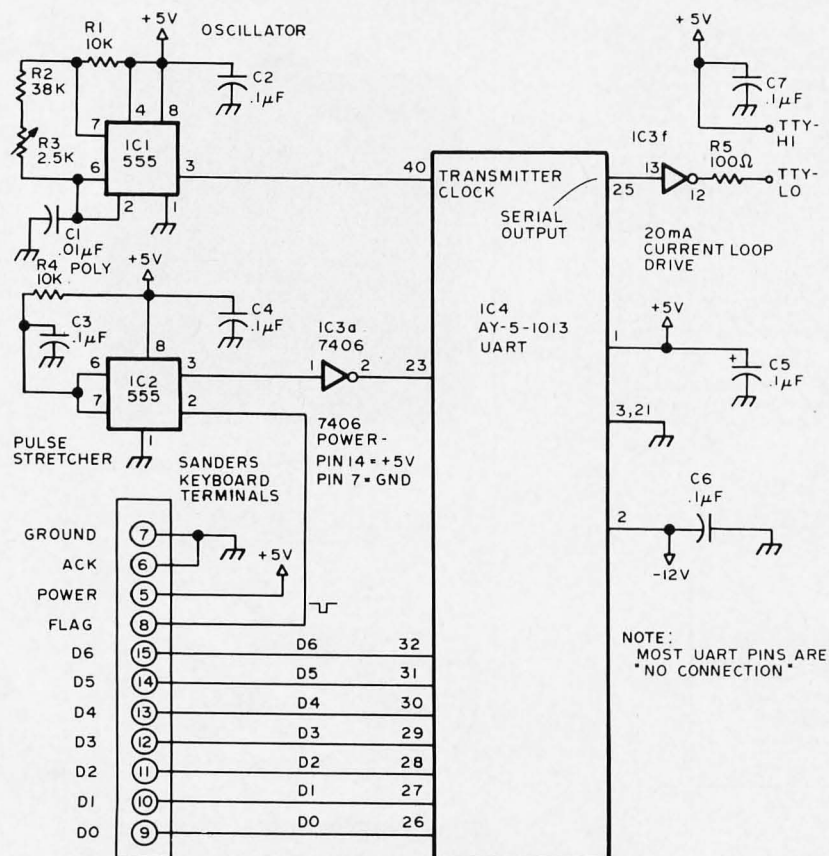 +5V
OSCILLATOR
R1
10K
R2
38K
R3
2.5K
C2
.1µF
7
4
8
6
2
1
3
IC1
555
C1
.01µF
POLY
40
TRANSMITTER
CLOCK
SERIAL
OUTPUT
25
+5V
C7
.1µF
TTY-
HI
IC3f
13
12
R5
100Ω
TTY-
LO
20mA
CURRENT LOOP
DRIVE
R4
10K
+5V
C3
.1µF
C4
.1µF
8
6
7
3
2
1
IC2
555
IC3a
7406
1
2
23
PULSE
STRETCHER
7406
POWER-
PIN 14 = +5V
PIN 7 = GND
IC4
AY-5-1013
UART
1
+5V
+
C5
.1µF
3,21
2
C6
.1µF
-12V
SANDERS
KEYBOARD
TERMINALS
GROUND 7
ACK 6
POWER 5
+5V
FLAG 8
D6 15 D6 32
D5 14 D5 31
D4 13 D4 30
D3 12 D3 29
D2 11 D2 28
D1 10 D1 27
D0 9 D0 26
NOTE:
MOST UART PINS ARE
"NO CONNECTION"